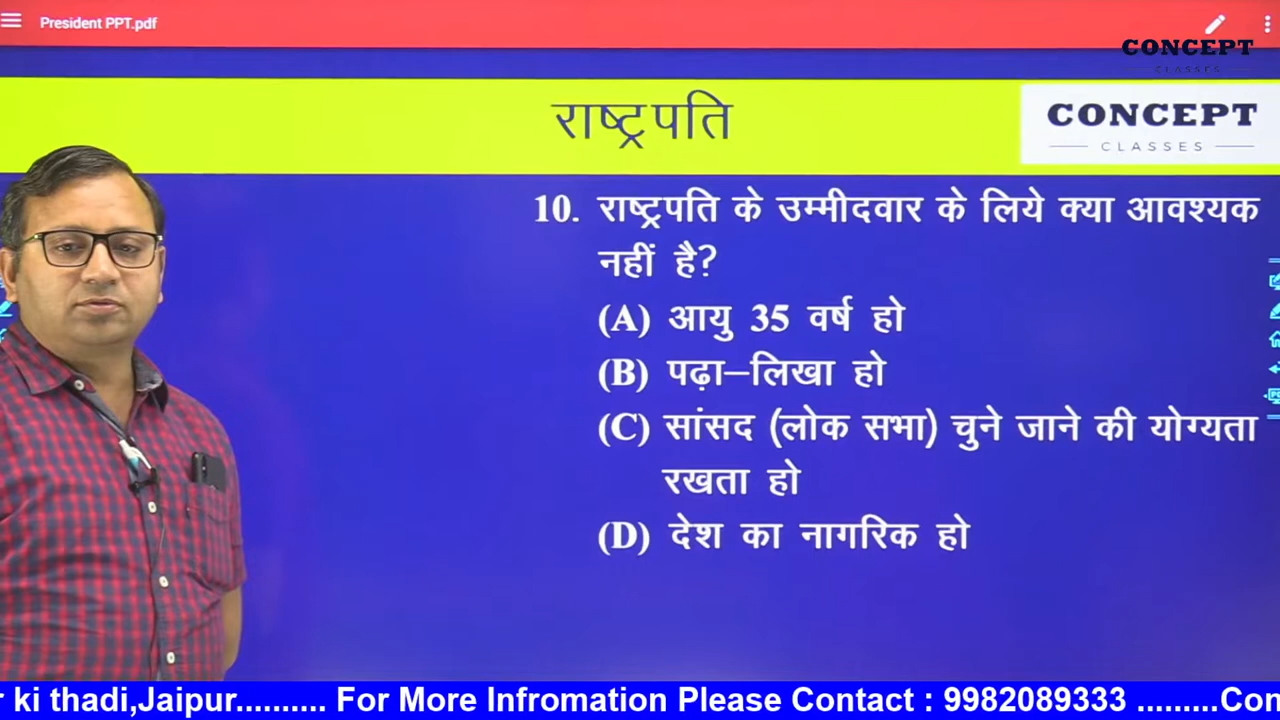 President PPT.pdf
CONCEPT
CLASSES
राष्ट्रपति
CONCEPT
CLASSES
10. राष्ट्रपति के उम्मीदवार के लिये क्या आवश्यक
नहीं है?
(A) आयु 35 वर्ष हो
(B) पढ़ा–लिखा हो
(C) सांसद (लोक सभा) चुने जाने की योग्यता
रखता हो
(D) देश का नागरिक हो
r ki thadi,Jaipur.......... For More Infromation Please Contact : 9982089333 .........Con